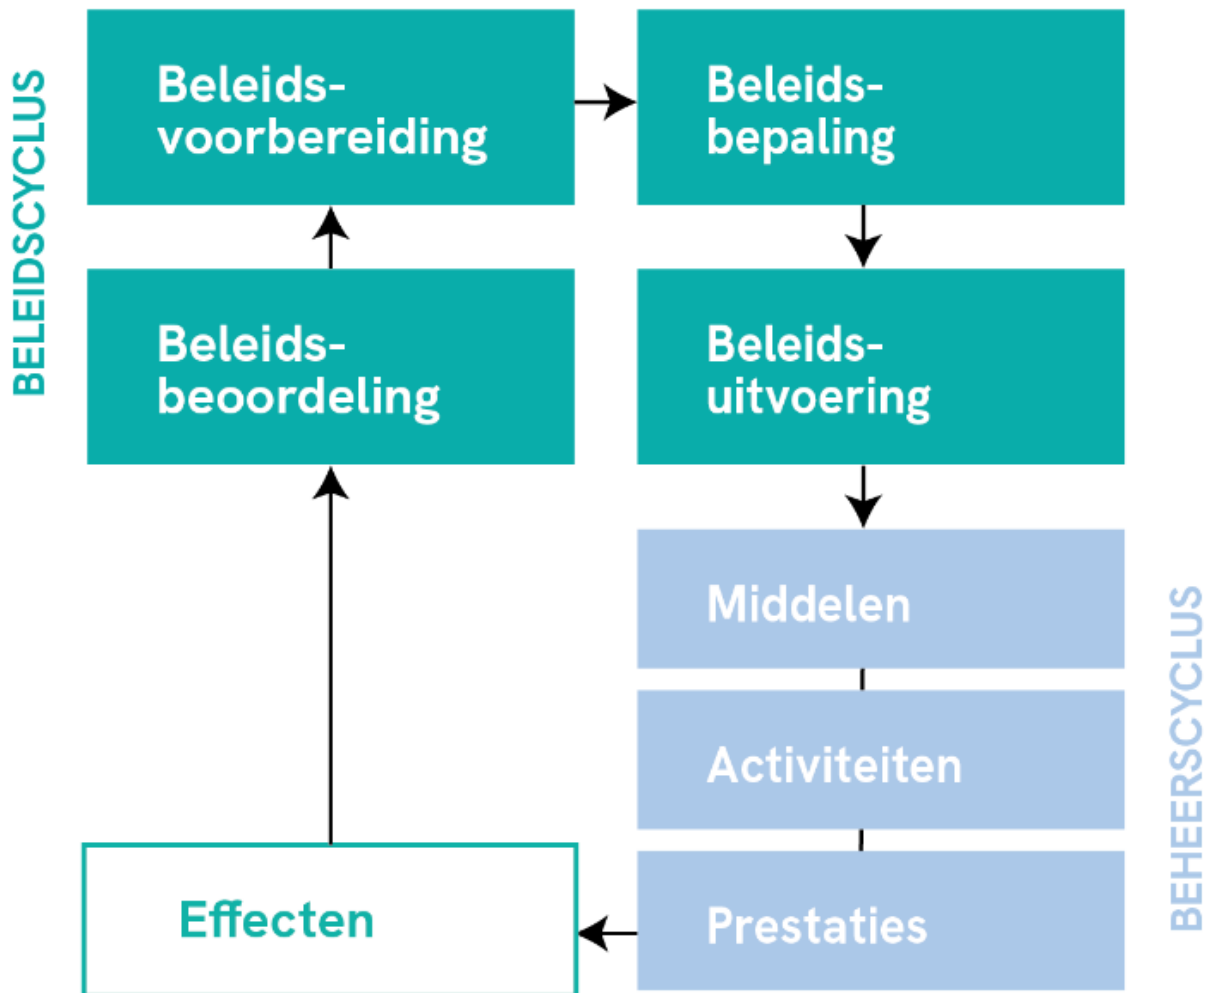 BELEIDSCYCLUS
Beleids-
voorbereiding
Beleids-
bepaling
Beleids-
beoordeling
Beleids-
uitvoering
Middelen
Activiteiten
Prestaties
Effecten
BEHEERSCYCLUS